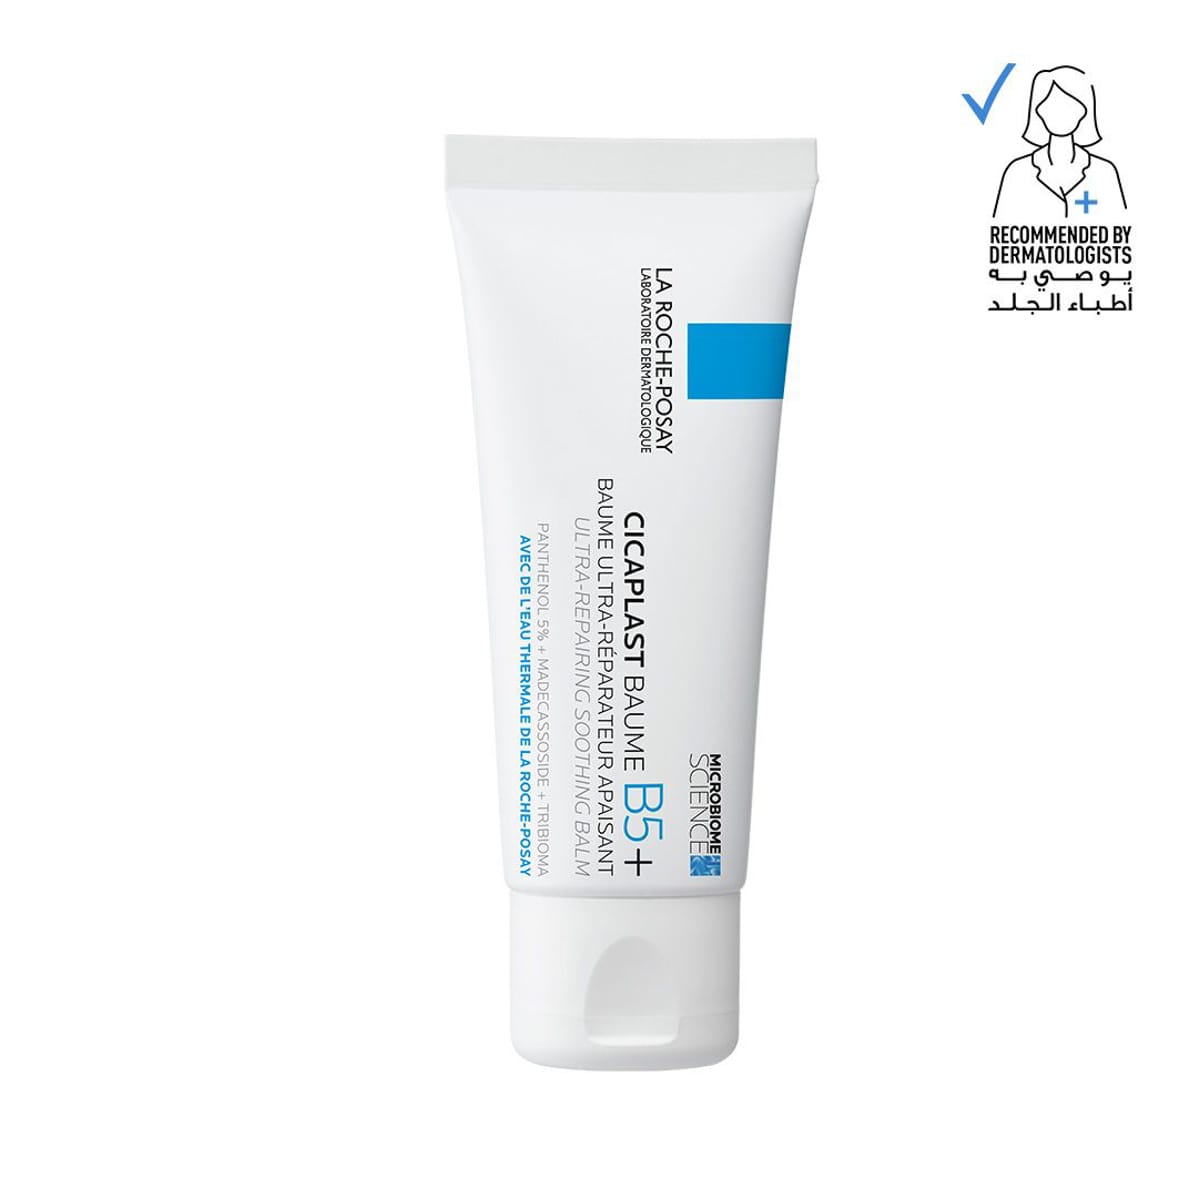 LA ROCHE-POSAY
LABORATOIRE DERMATOLOGIQUE
CICAPLAST BAUME B5+
BAUME ULTRA-RÉPARATEUR APAISANT
ULTRA-REPAIRING SOOTHING BALM
PANTHENOL 5% + MADECASSOSIDE + TRIBIOMA
AVEC DE L'EAU THERMALE DE LA ROCHE-POSAY
MICROBIOME
SCIENCE
RECOMMENDED BY
DERMATOLOGISTS
يوصي به
أطباء الجلد